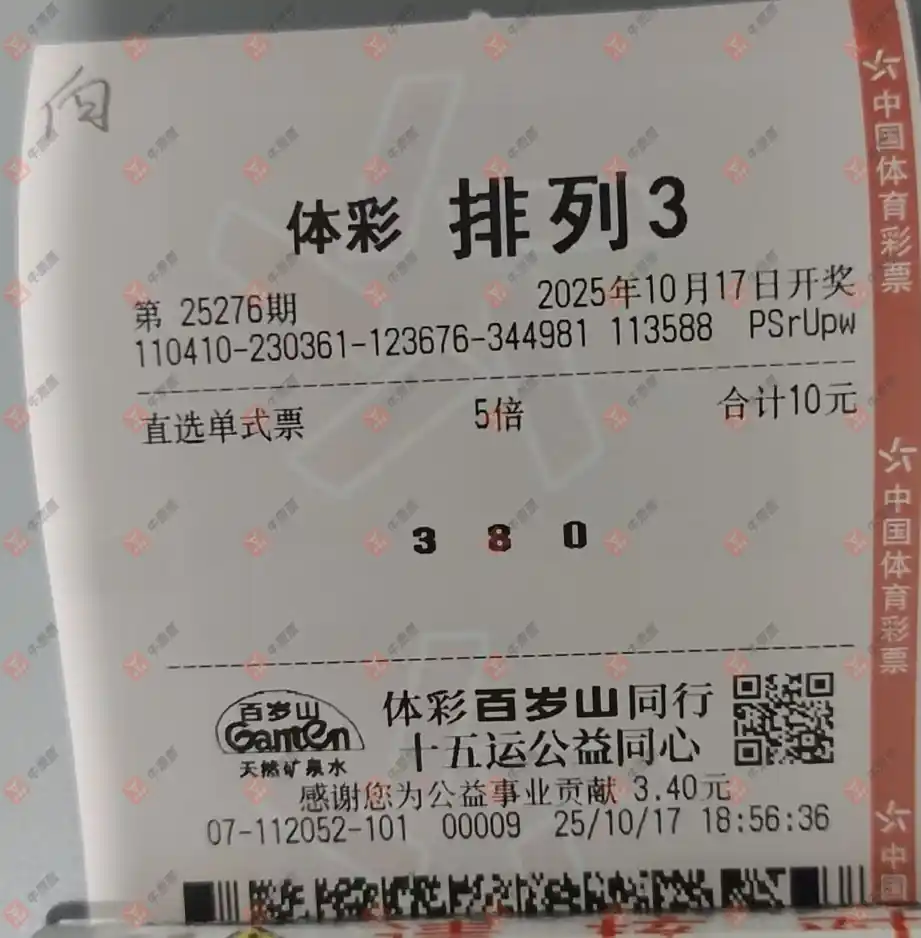 向
体彩 排列3
第 25276期 2025年10月17日开奖
110410-230361-123676-344981 113588 PSrUpw
直选单式票 5倍 合计10元
3 8 0
百岁山
Ganten
天然矿泉水
体彩百岁山同行
十五运公益同心
感谢您为公益事业贡献 3.40元
07-112052-101 00009 25/10/17 18:56:36
中国体育彩票
中国体育彩票
中国